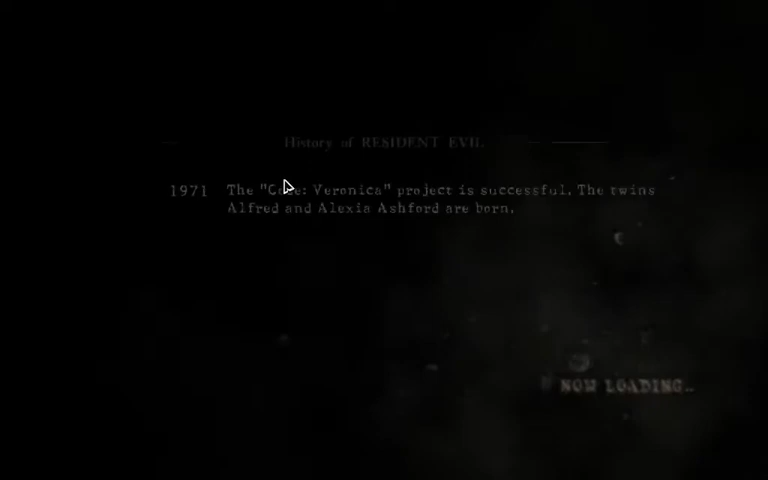 History of RESIDENT EVIL
1971 The "Code: Veronica" project is successful. The twins
Alfred and Alexia Ashford are born.
NOW LOADING..